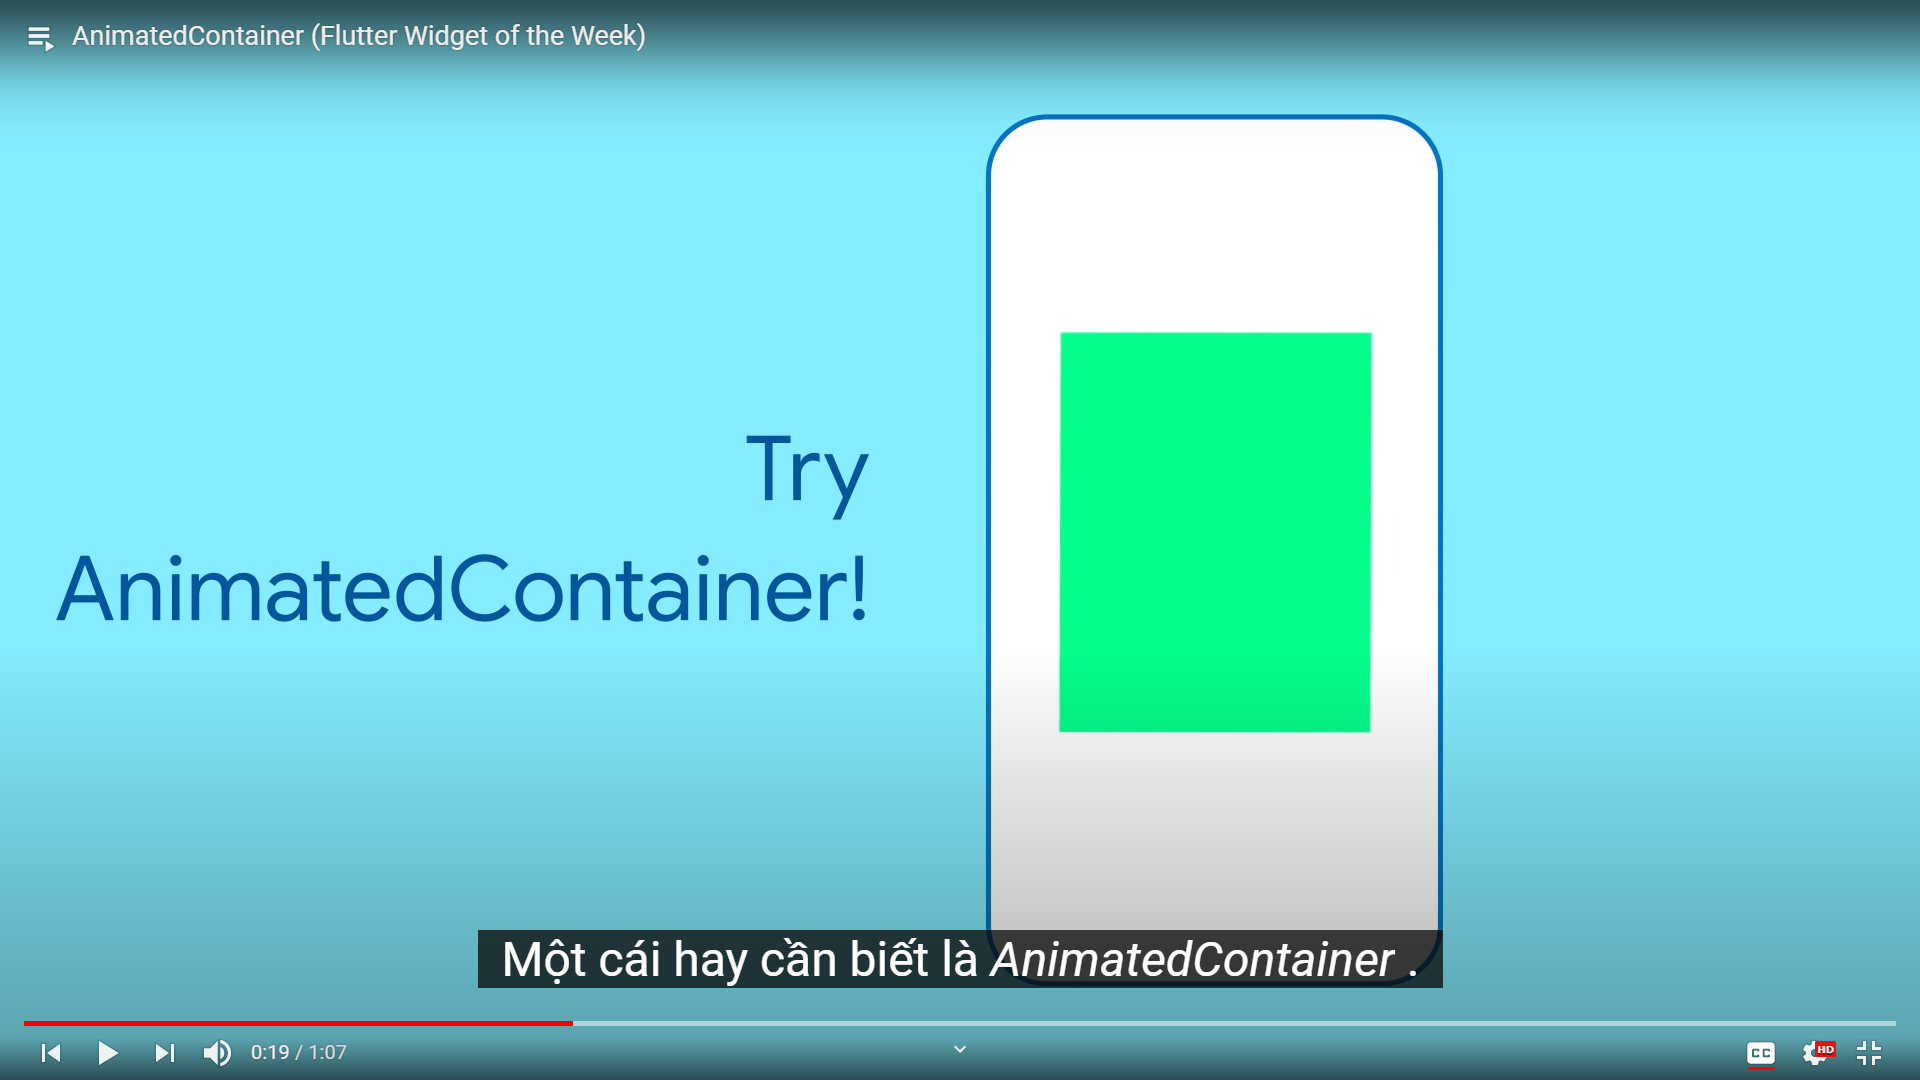 AnimatedContainer (Flutter Widget of the Week)
Try
AnimatedContainer!
Một cái hay cần biết là AnimatedContainer .
0:19 / 1:07
CC
HD